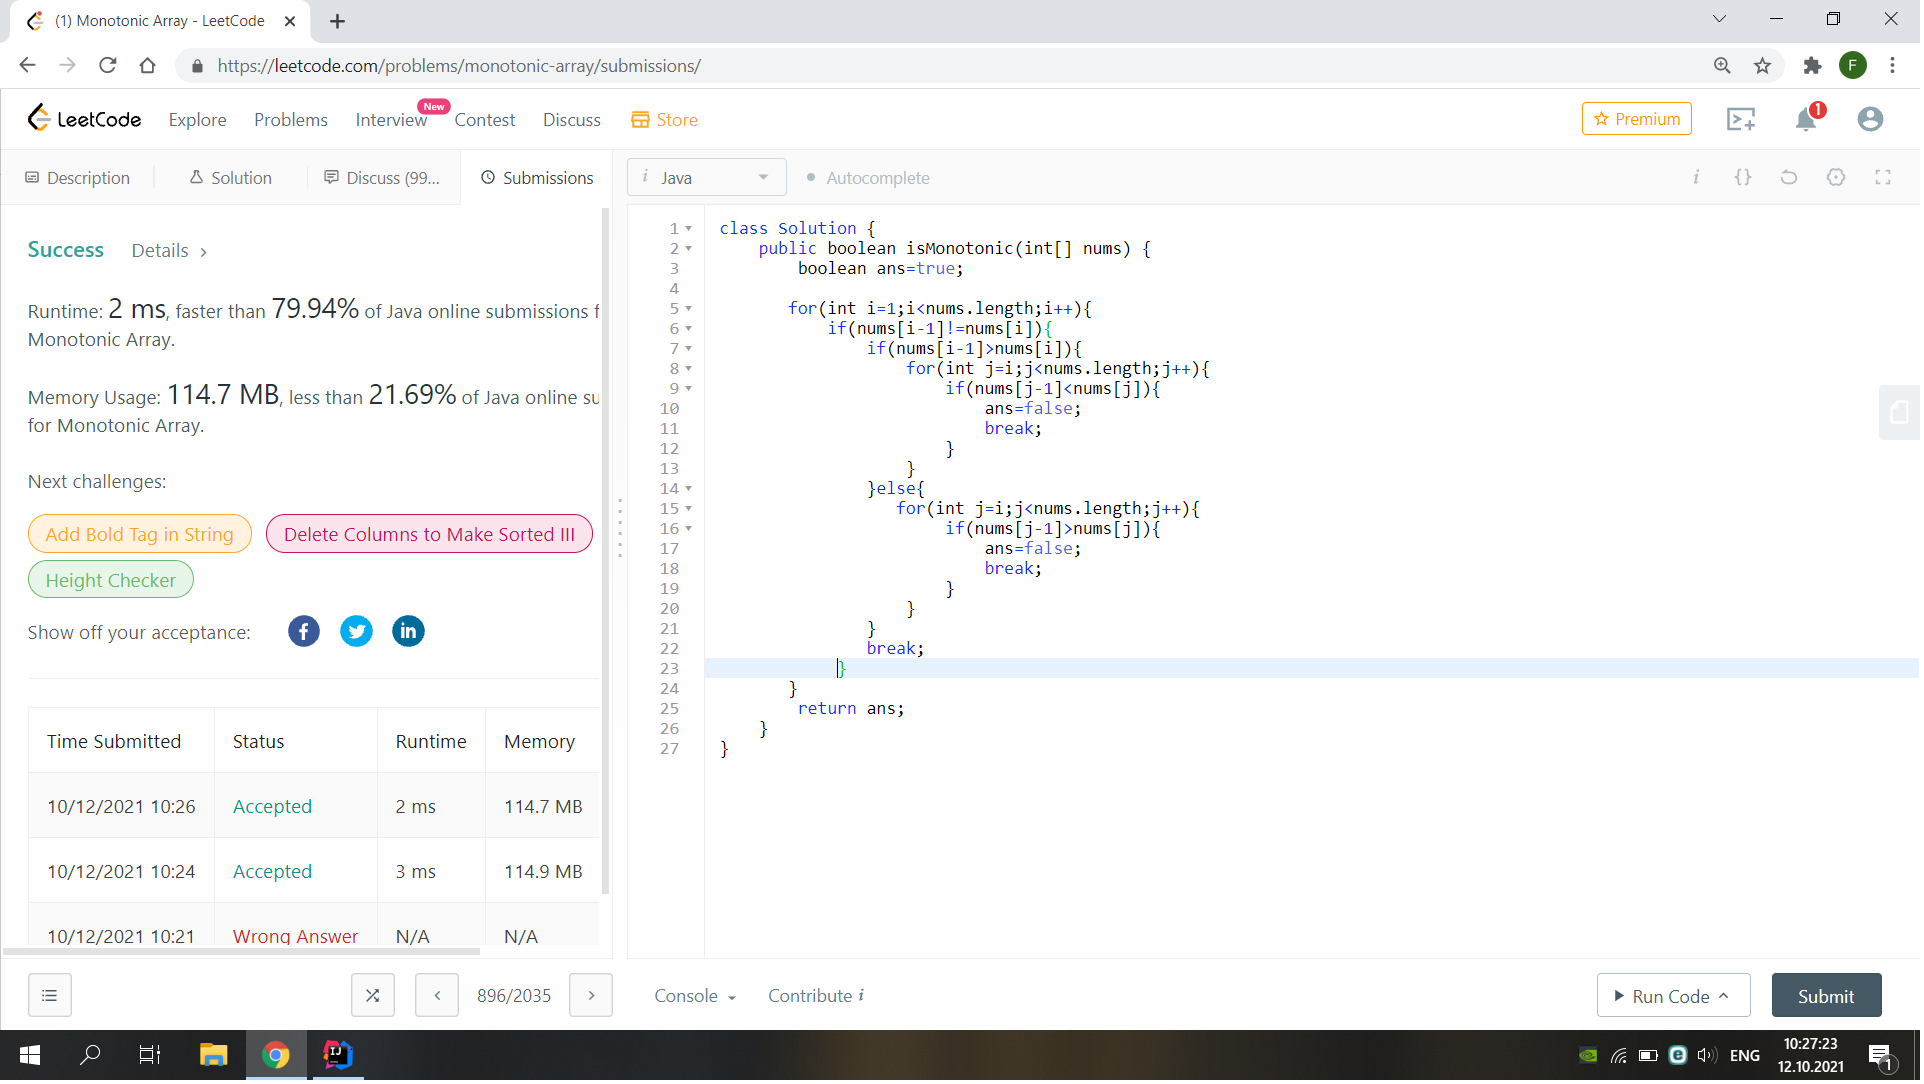 (1) Monotonic Array - LeetCode
https://leetcode.com/problems/monotonic-array/submissions/
F
LeetCode
Explore
Problems
Interview
New
Contest
Discuss
Store
Premium
1
Description
Solution
Discuss (99...
Submissions
i Java
Autocomplete
i
{}
Success
Details
Runtime: 2 ms, faster than 79.94% of Java online submissions f
Monotonic Array.
Memory Usage: 114.7 MB, less than 21.69% of Java online su
for Monotonic Array.
Next challenges:
Add Bold Tag in String
Delete Columns to Make Sorted III
Height Checker
Show off your acceptance:
Time Submitted Status Runtime Memory
10/12/2021 10:26 Accepted 2 ms 114.7 MB
10/12/2021 10:24 Accepted 3 ms 114.9 MB
10/12/2021 10:21 Wrong Answer N/A N/A
1 class Solution {
2 public boolean isMonotonic(int[] nums) {
3 boolean ans=true;
4
5 for(int i=1;i<nums.length;i++){
6 if(nums[i-1]!=nums[i]){
7 if(nums[i-1]>nums[i]){
8 for(int j=i;j<nums.length;j++){
9 if(nums[j-1]<nums[j]){
10 ans=false;
11 break;
12 }
13 }
14 }else{
15 for(int j=i;j<nums.length;j++){
16 if(nums[j-1]>nums[j]){
17 ans=false;
18 break;
19 }
20 }
21 }
22 break;
23 }
24 }
25 return ans;
26 }
27 }
896/2035
Console
Contribute i
Run Code
Submit
ENG
10:27:23
12.10.2021
1